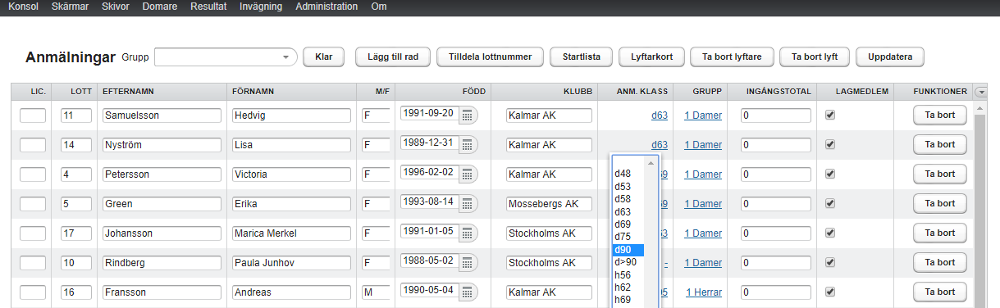 Konsol Skärmar Skivor Domare Resultat Invägning Administration Om
Anmälningar Grupp Klar Lägg till rad Tilldela lottnummer Startlista Lyftarkort Ta bort lyftare Ta bort lyft Uppdatera
LIC. LOTT EFTERNAMN FÖRNAMN M/F FÖDD KLUBB ANM. KLASS GRUPP INGÅNGSTOTAL LAGMEDLEM FUNKTIONER
11 Samuelsson Hedvig F 1991-09-20 Kalmar AK d63 1 Damer 0 Ta bort
14 Nyström Lisa F 1989-12-31 Kalmar AK d63 1 Damer 0 Ta bort
4 Petersson Victoria F 1996-02-02 Kalmar AK 9 1 Damer 0 Ta bort
5 Green Erika F 1993-08-14 Mossebergs AK 9 1 Damer 0 Ta bort
17 Johansson Marica Merkel F 1991-01-05 Stockholms AK 3 1 Damer 0 Ta bort
10 Rindberg Paula Junhov F 1988-05-02 Stockholms AK - 1 Damer 0 Ta bort
16 Fransson Andreas M 1990-05-04 Kalmar AK 5 1 Herrar 0 Ta bort
d48
d53
d58
d63
d69
d75
d90
d>90
h56
h62
h69